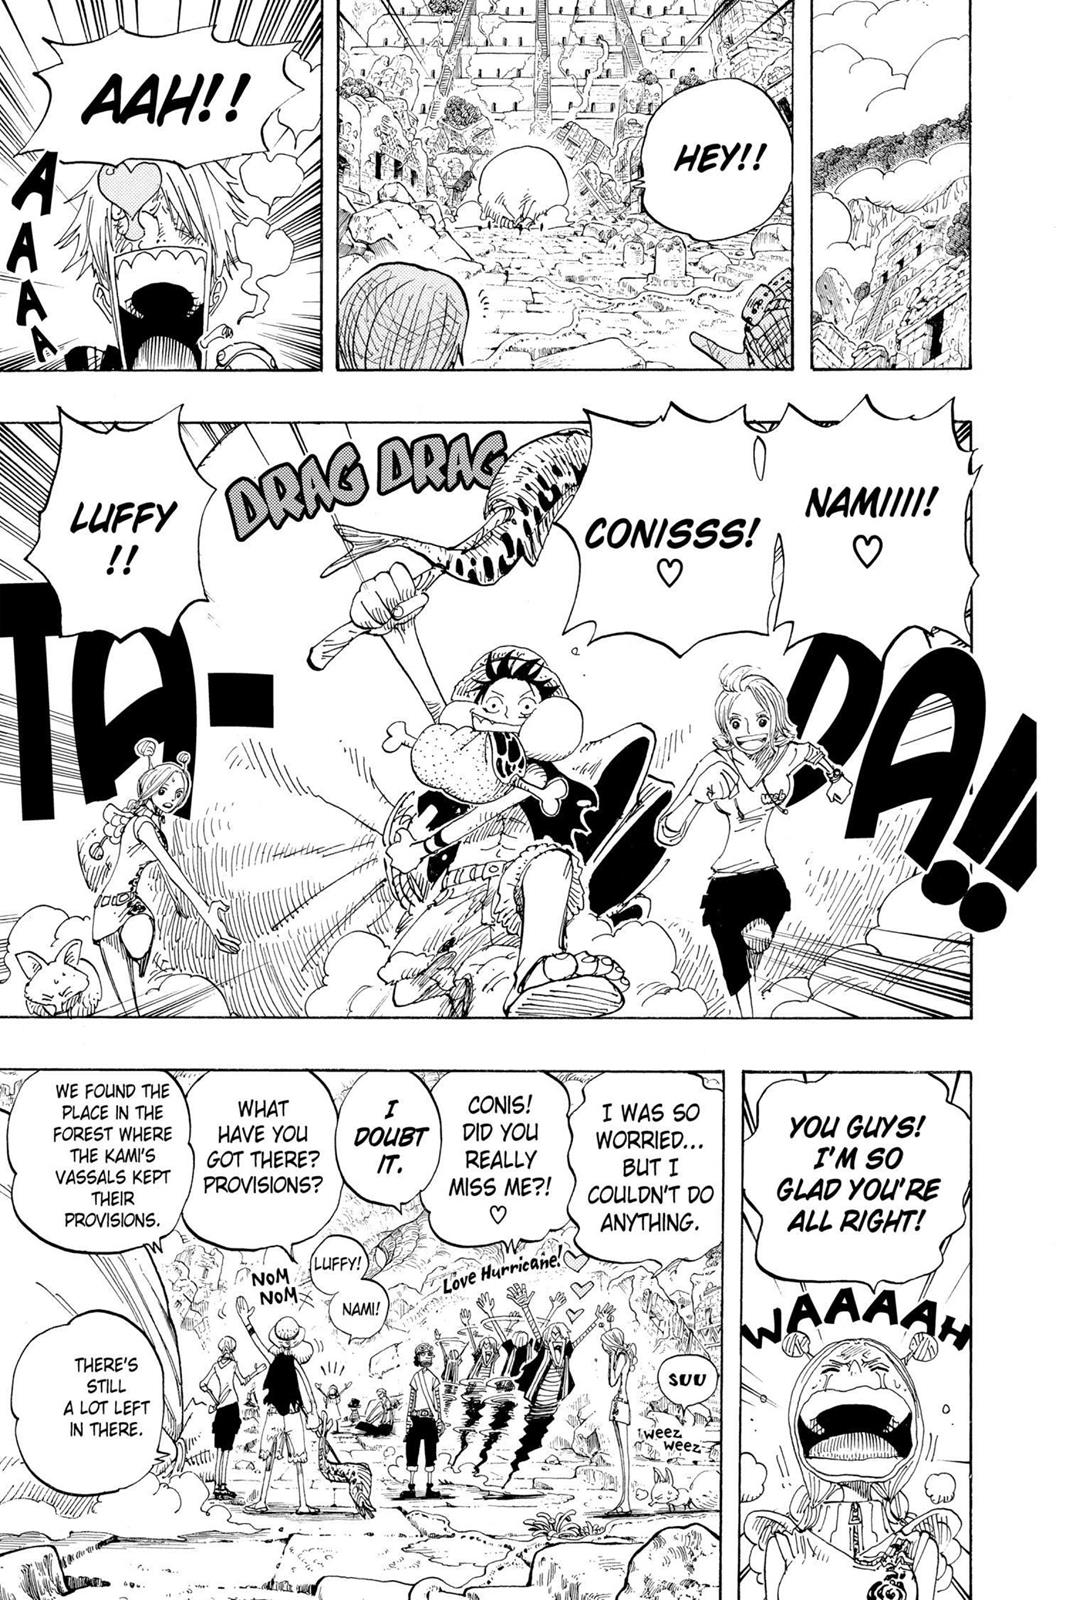 HEY!!
AAH!!
AAAA
NAMIIII!
♡
CONISSS!
♡
DRAG DRAG
LUFFY
!!
TA-
DA!!
YOU GUYS!
I'M SO
GLAD YOU'RE
ALL RIGHT!
WAAAAH
I WAS SO
WORRIED...
BUT I
COULDN'T DO
ANYTHING.
SUU
weez
weez
CONIS!
DID YOU
REALLY
MISS ME?!
♡
Love Hurricane!
I
DOUBT
IT.
LUFFY!
NAMI!
WHAT
HAVE YOU
GOT THERE?
PROVISIONS?
NOM
NOM
WE FOUND THE
PLACE IN THE
FOREST WHERE
THE KAMI'S
VASSALS KEPT
THEIR
PROVISIONS.
THERE'S
STILL
A LOT LEFT
IN THERE.